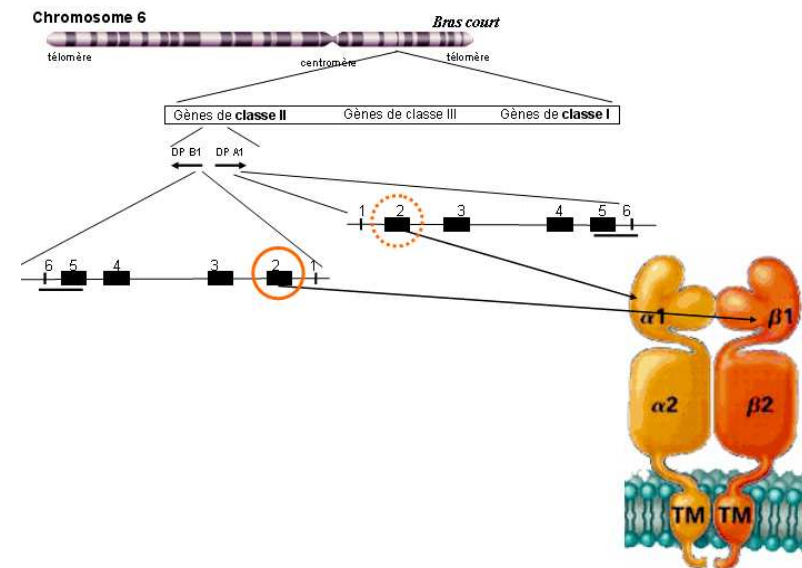 Chromosome 6
Bras court
télomère
centromère
télomère
Gènes de classe II
Gènes de classe III
Gènes de classe I
DP B1
DP A1
1 2 3 4 5 6
6 5 4 3 2 1
α1
β1
α2
β2
TM
TM